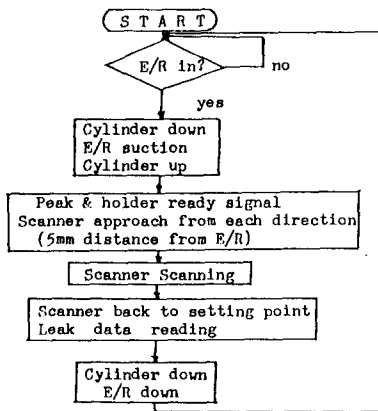 S T A R T
E/R in?
no
yes
Cylinder down
E/R suction
Cylinder up
Peak & holder ready signal
Scanner approach from each direction
(5mm distance from E/R)
Scanner Scanning
Scanner back to setting point
Leak data reading
Cylinder down
E/R down